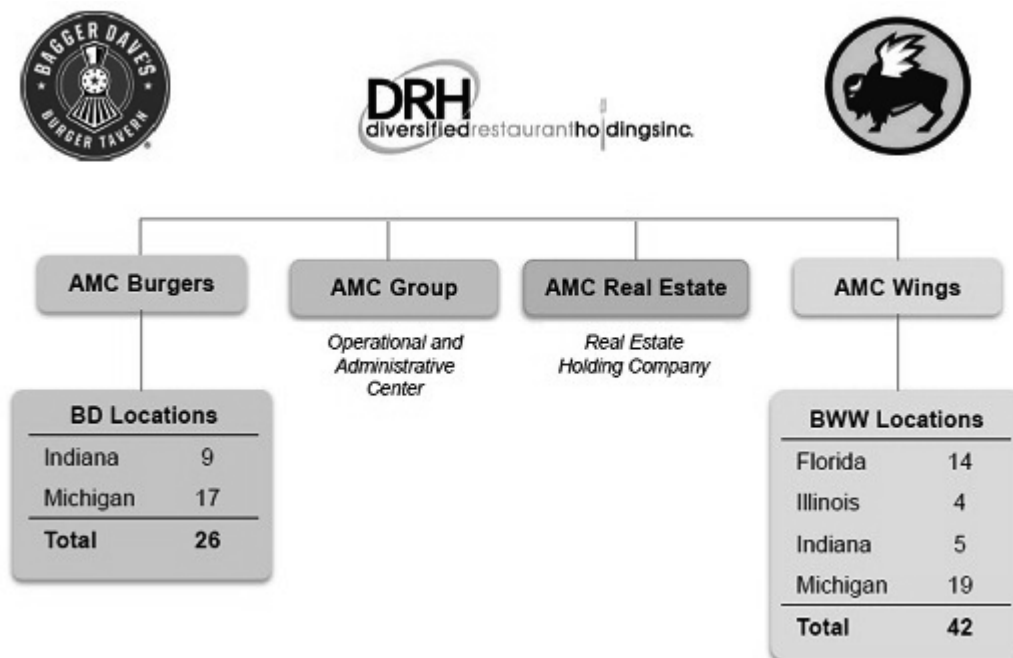 BAGGER DAVE'S
BURGER TAVERN
DRH
diversifiedrestaurantholdingsinc.
AMC Burgers
AMC Group
AMC Real Estate
AMC Wings
Operational and
Administrative
Center
Real Estate
Holding Company
BD Locations
Indiana 9
Michigan 17
Total 26
BWW Locations
Florida 14
Illinois 4
Indiana 5
Michigan 19
Total 42